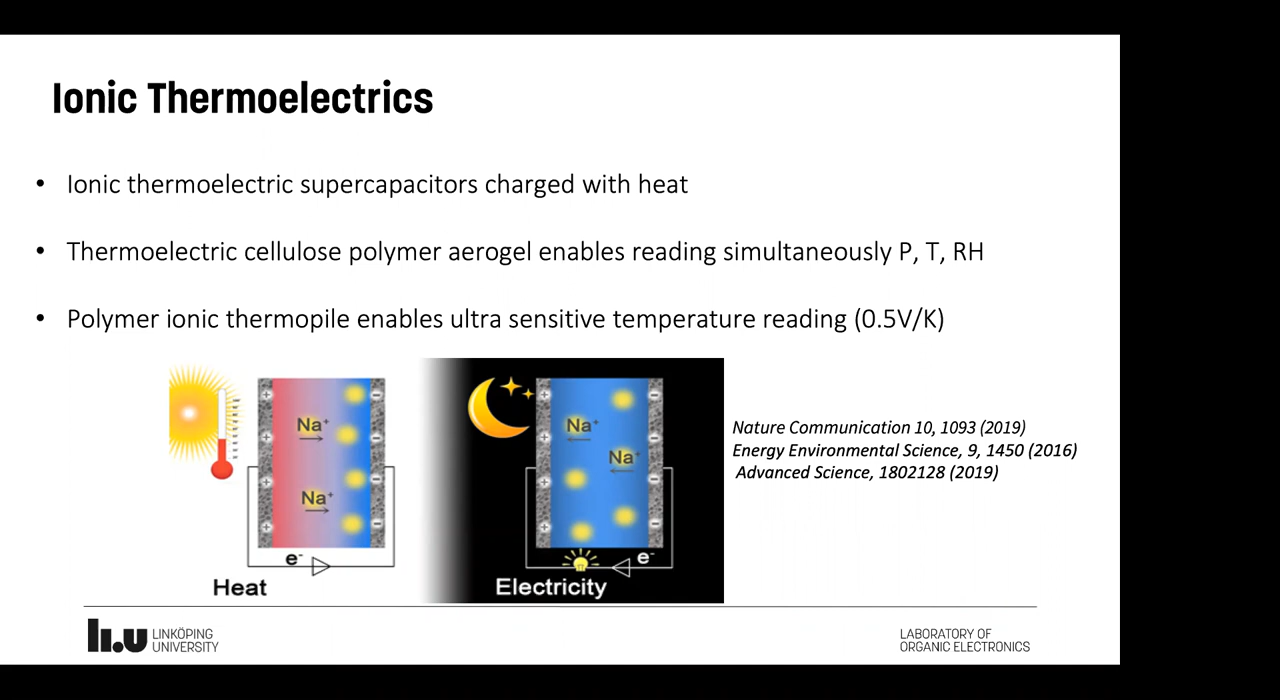 Ionic Thermoelectrics
• Ionic thermoelectric supercapacitors charged with heat
• Thermoelectric cellulose polymer aerogel enables reading simultaneously P, T, RH
• Polymer ionic thermopile enables ultra sensitive temperature reading (0.5V/K)
Na⁺
Na⁺
e⁻
Heat
Na⁺
Na⁺
e⁻
Electricity
Nature Communication 10, 1093 (2019)
Energy Environmental Science, 9, 1450 (2016)
Advanced Science, 1802128 (2019)
li.u LINKÖPING
UNIVERSITY
LABORATORY OF
ORGANIC ELECTRONICS